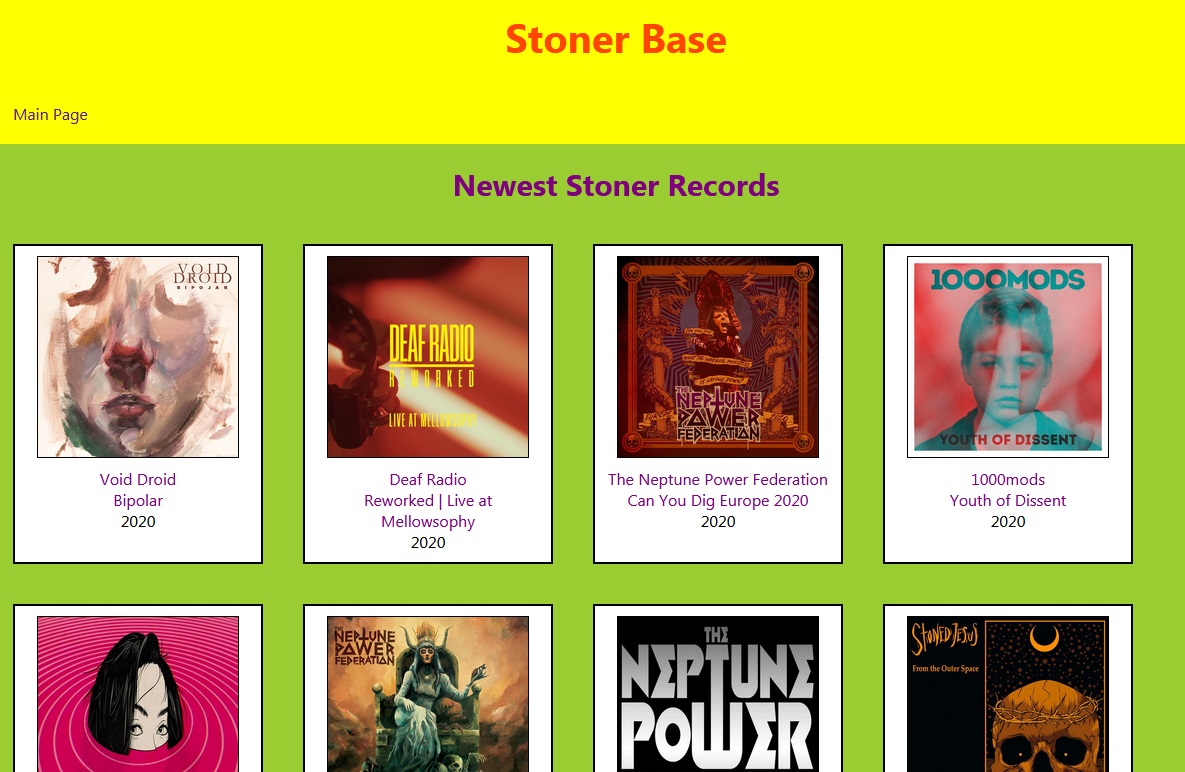 Stoner Base
Main Page
Newest Stoner Records
VOID
DROID
BIPOLAR
DEAF RADIO
REWORKED
LIVE AT MELLOWSOPHY
THE
NEPTUNE
POWER
FEDERATION
1000MODS
YOUTH OF DISSENT
Void Droid
Bipolar
2020
Deaf Radio
Reworked | Live at
Mellowsophy
2020
The Neptune Power Federation
Can You Dig Europe 2020
2020
1000mods
Youth of Dissent
2020
THE
NEPTUNE
POWER
FEDERATION
THE
NEPTUNE
POWER
STONED JESUS
From the Outer Space